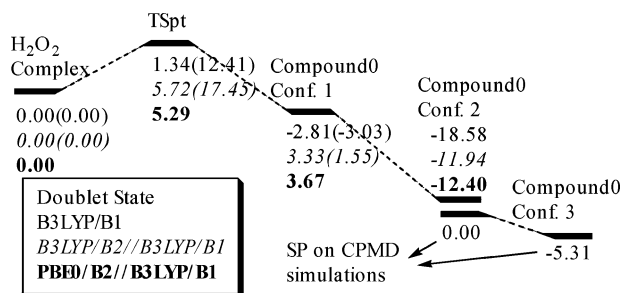 H₂O₂
Complex
0.00(0.00)
0.00(0.00)
0.00
TSpt
1.34(12.41)
5.72(17.45)
5.29
Compound0
Conf. 1
-2.81(-3.03)
3.33(1.55)
3.67
Compound0
Conf. 2
-18.58
-11.94
-12.40
0.00
Compound0
Conf. 3
-5.31
SP on CPMD
simulations
Doublet State
B3LYP/B1
B3LYP/B2//B3LYP/B1
PBE0/B2//B3LYP/B1